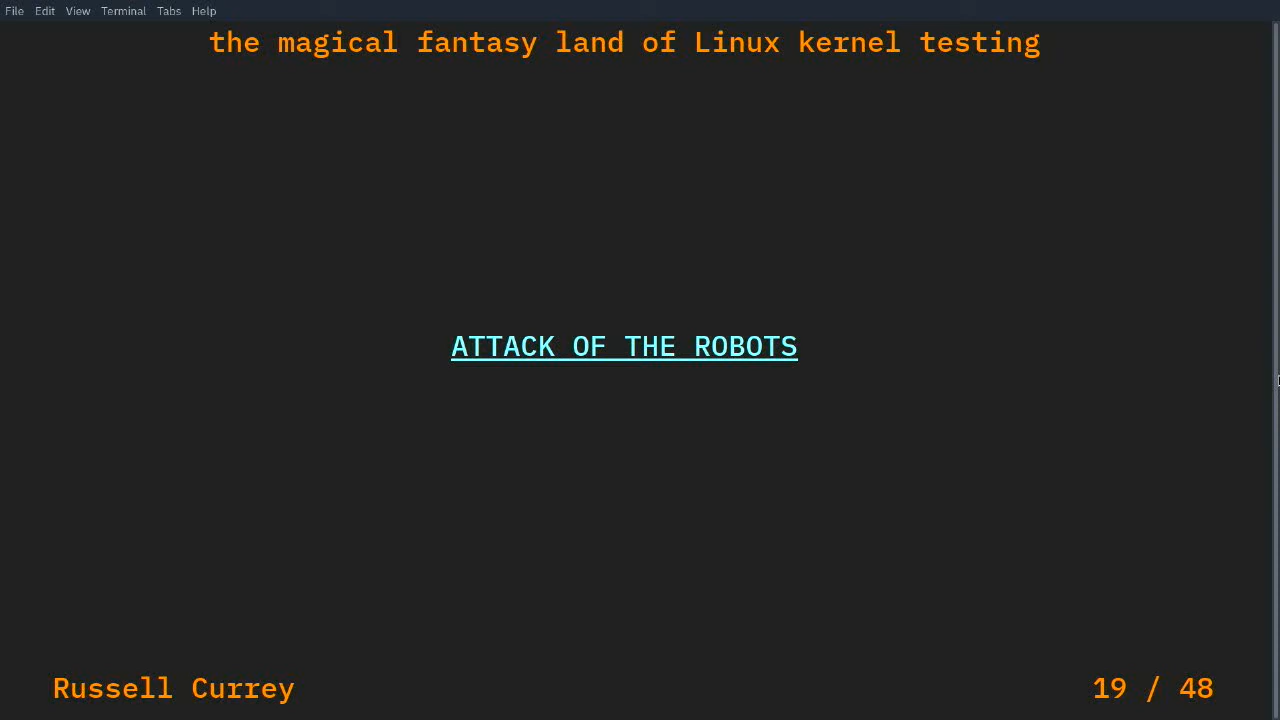 File Edit View Terminal Tabs Help
the magical fantasy land of Linux kernel testing
ATTACK OF THE ROBOTS
Russell Currey 19 / 48